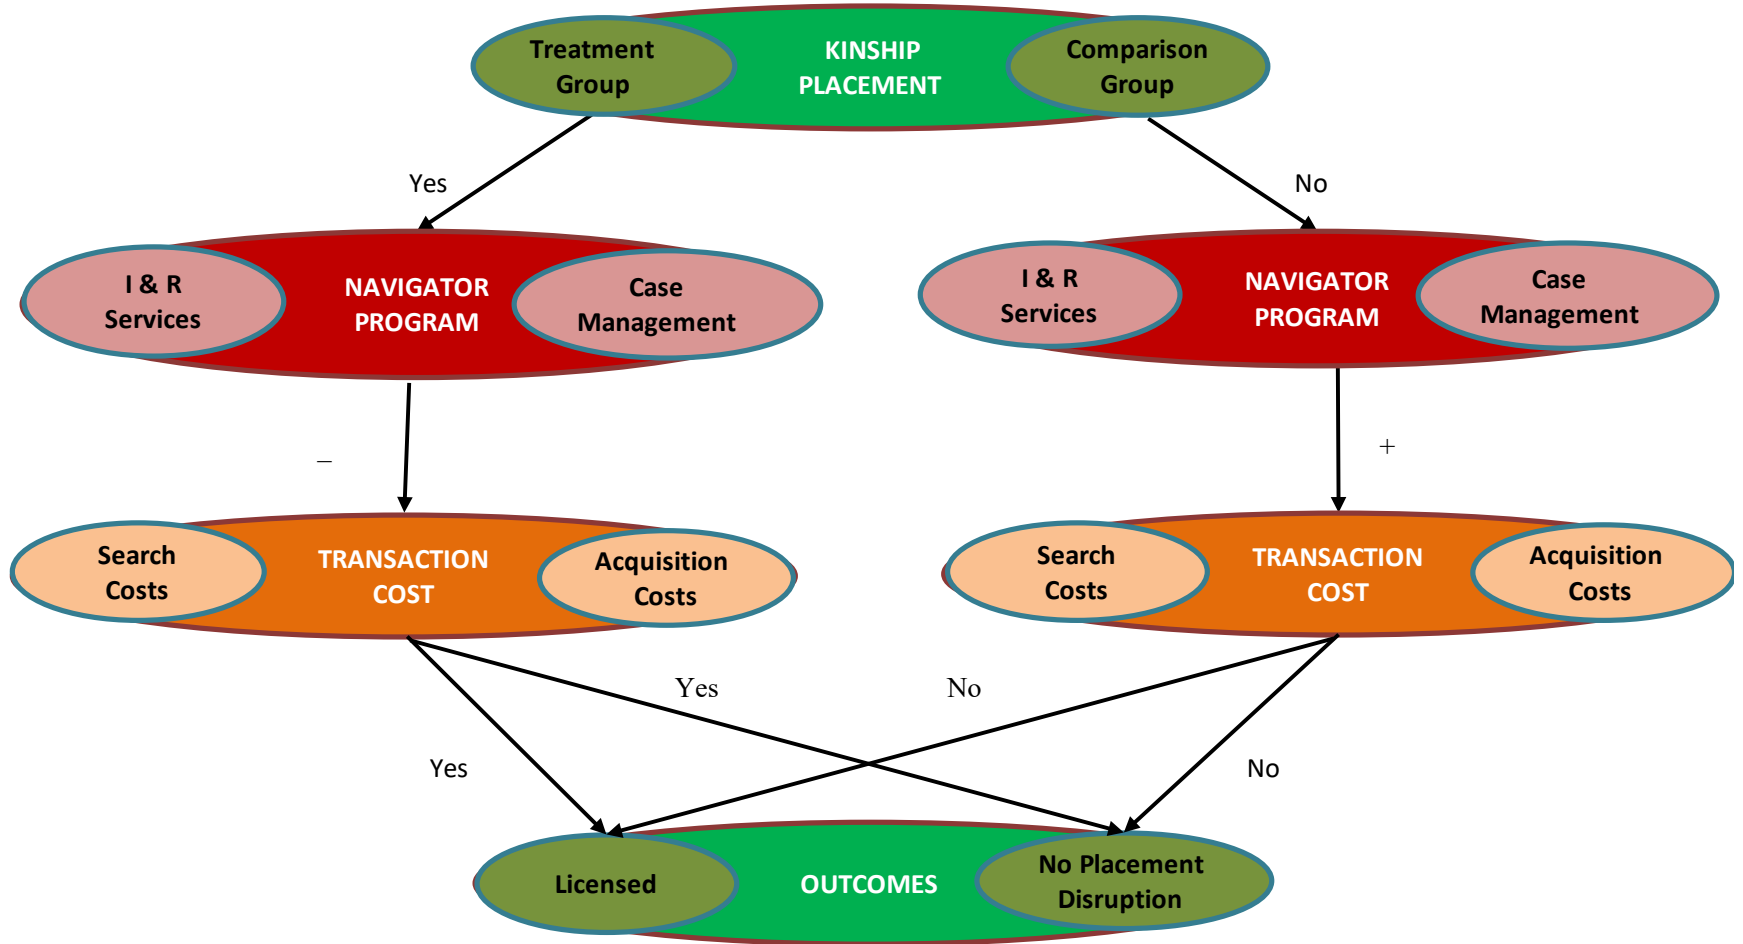 Treatment
Group
KINSHIP
PLACEMENT
Comparison
Group
Yes
No
I & R
Services
NAVIGATOR
PROGRAM
Case
Management
I & R
Services
NAVIGATOR
PROGRAM
Case
Management
–
+
Search
Costs
TRANSACTION
COST
Acquisition
Costs
Search
Costs
TRANSACTION
COST
Acquisition
Costs
Yes
No
Yes
No
Licensed
OUTCOMES
No Placement
Disruption